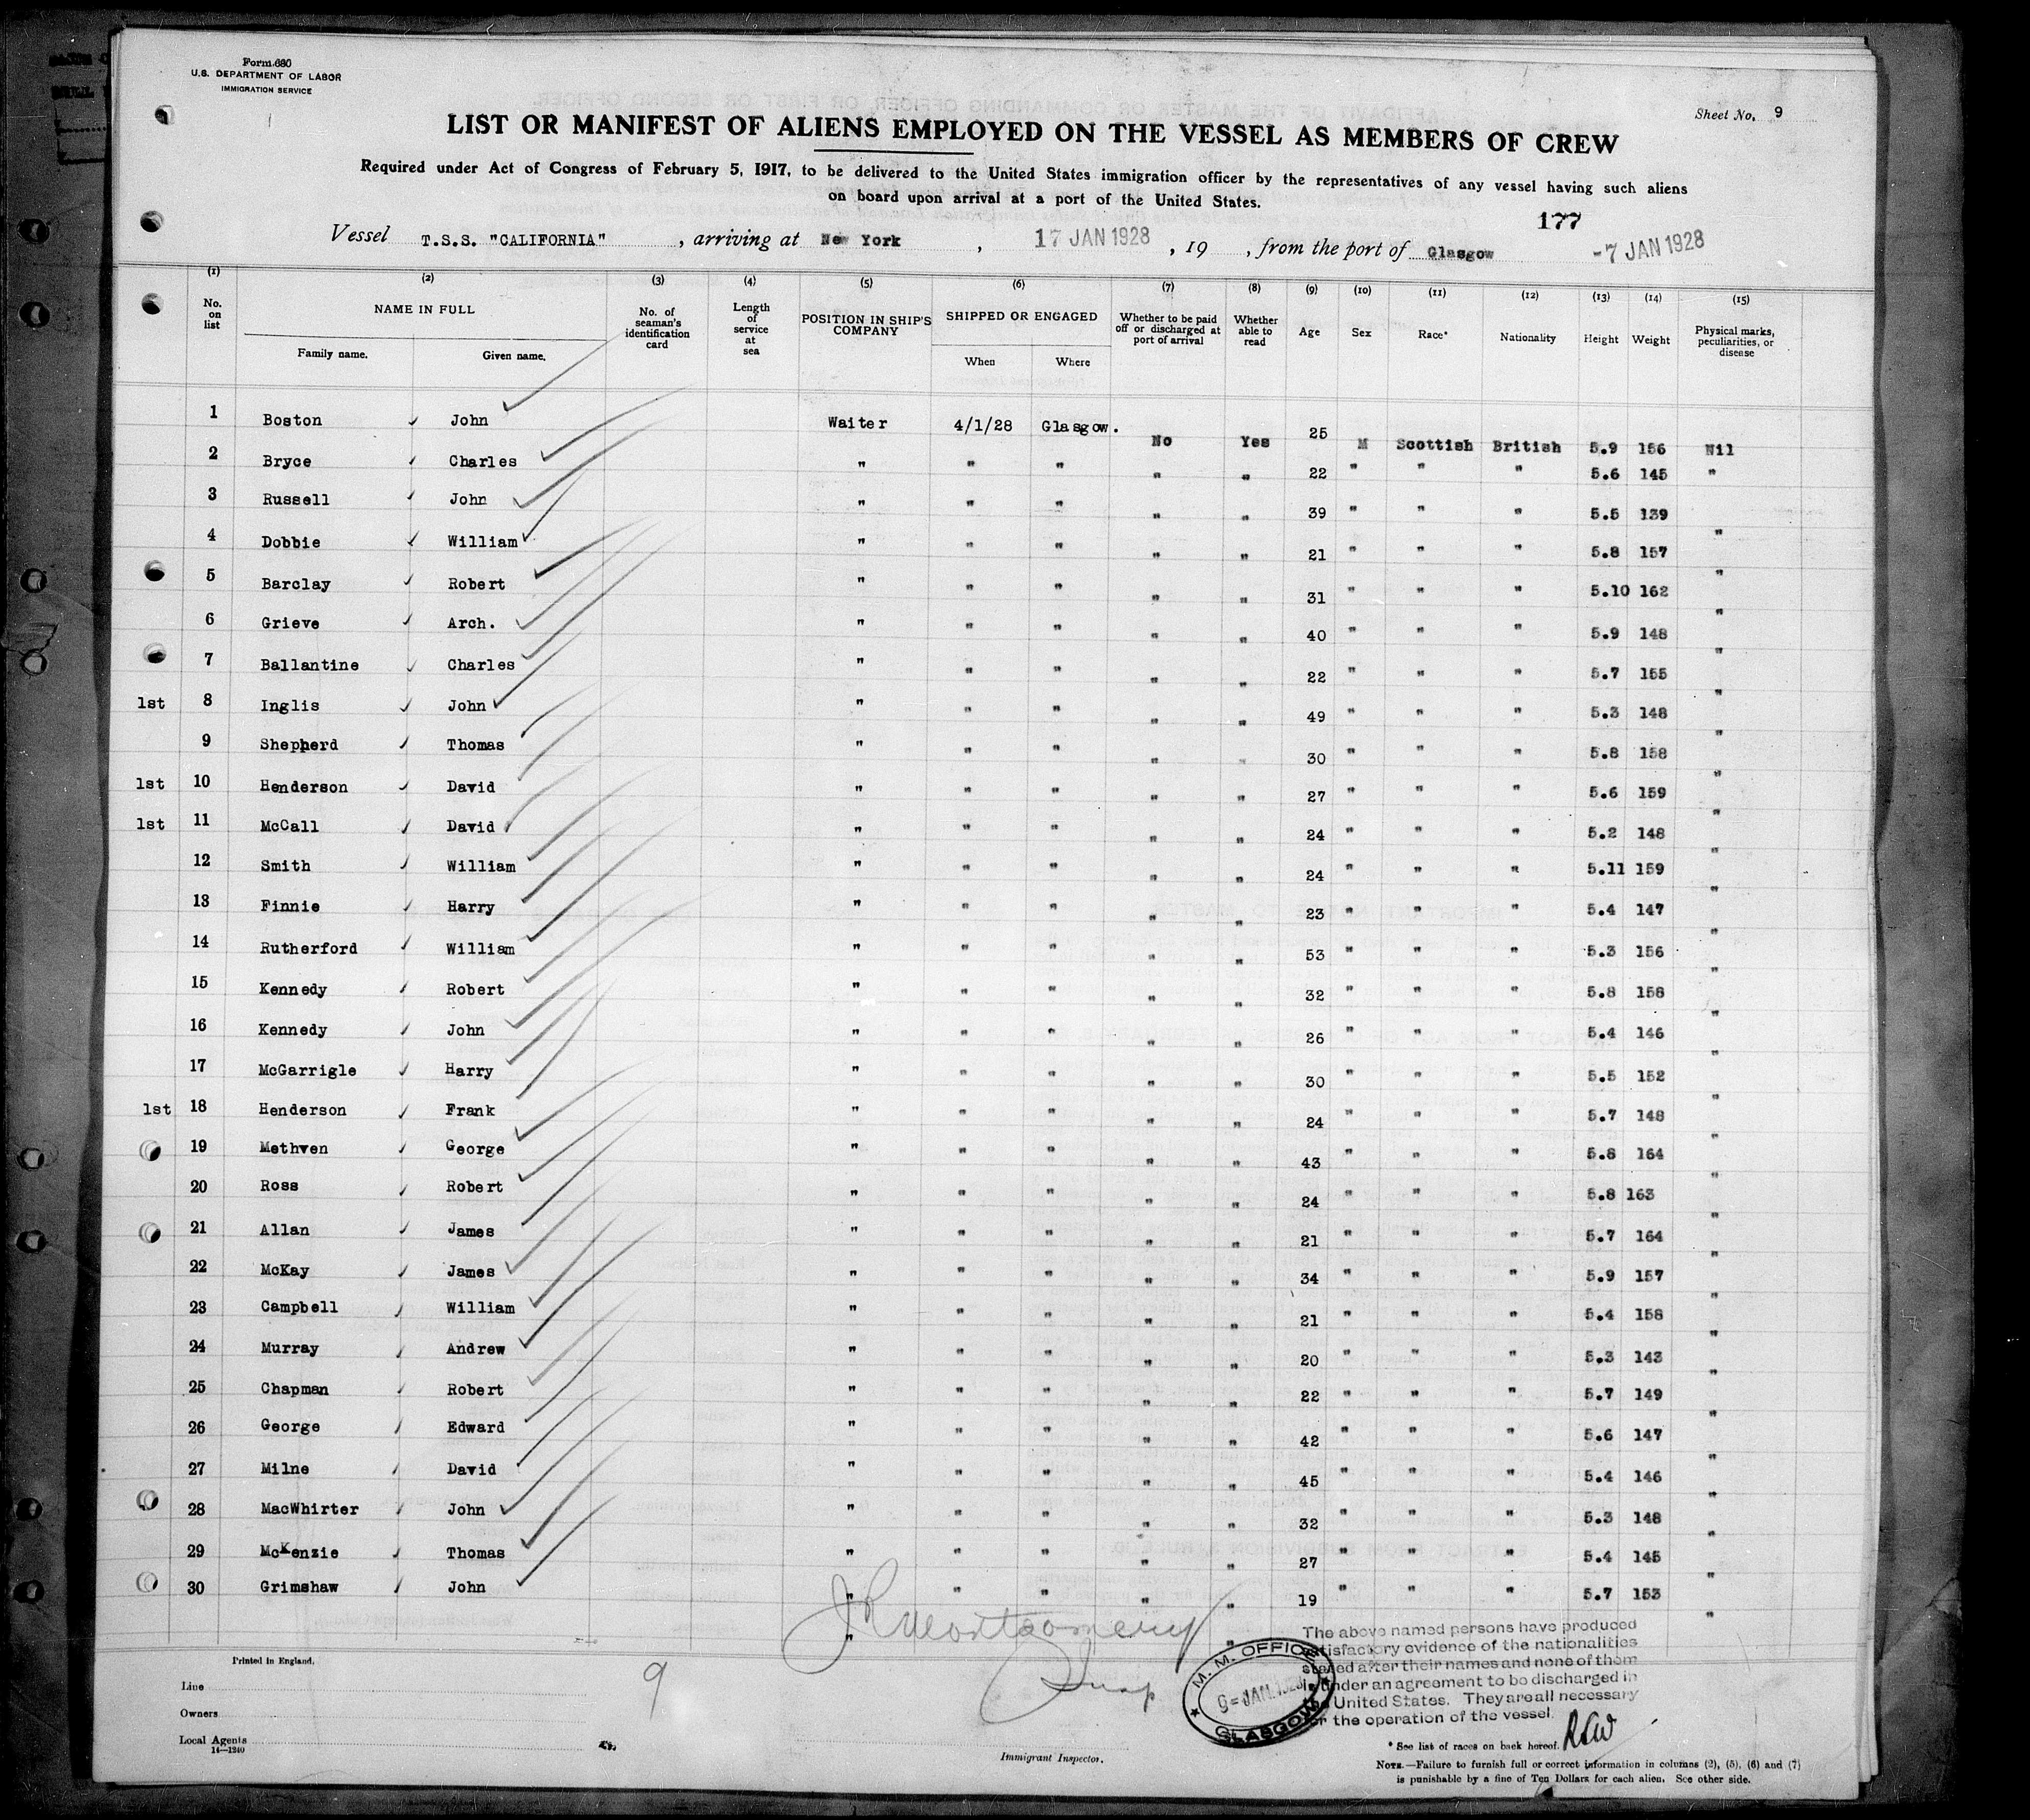 Form 680
U.S. DEPARTMENT OF LABOR
IMMIGRATION SERVICE
Sheet No. 9
LIST OR MANIFEST OF ALIENS EMPLOYED ON THE VESSEL AS MEMBERS OF CREW
Required under Act of Congress of February 5, 1917, to be delivered to the United States immigration officer by the representatives of any vessel having such aliens
on board upon arrival at a port of the United States.
177
Vessel T.S.S. "CALIFORNIA" , arriving at New York , 17 JAN 1928 , 19 , from the port of Glasgow -7 JAN 1928
(1) (2) (3) (4) (5) (6) (7) (8) (9) (10) (11) (12) (13) (14) (15)
No. on list NAME IN FULL No. of seaman's identification card Length of service at sea POSITION IN SHIP'S COMPANY SHIPPED OR ENGAGED Whether to be paid off or discharged at port of arrival Whether able to read Age Sex Race* Nationality Height Weight Physical marks, peculiarities, or disease
Family name. Given name. When Where
1 Boston John Waiter 4/1/28 Glasgow. No Yes 25 M Scottish British 5.9 156 Nil
2 Bryce Charles " " " " " 22 " " " 5.6 145 "
3 Russell John " " " " " 39 " " " 5.5 139 "
4 Dobbie William " " " " " 21 " " " 5.8 157 "
5 Barclay Robert " " " " " 31 " " " 5.10 162 "
6 Grieve Arch. " " " " " 40 " " " 5.9 148 "
7 Ballantine Charles " " " " " 22 " " " 5.7 155 "
1st 8 Inglis John " " " " " 49 " " " 5.3 148 "
9 Shepherd Thomas " " " " " 30 " " " 5.8 158 "
1st 10 Henderson David " " " " " 27 " " " 5.6 159 "
1st 11 McCall David " " " " " 24 " " " 5.2 148 "
12 Smith William " " " " " 24 " " " 5.11 159 "
13 Finnie Harry " " " " " 23 " " " 5.4 147 "
14 Rutherford William " " " " " 53 " " " 5.3 156 "
15 Kennedy Robert " " " " " 32 " " " 5.8 158 "
16 Kennedy John " " " " " 26 " " " 5.4 146 "
17 McGarrigle Harry " " " " " 30 " " " 5.5 152 "
1st 18 Henderson Frank " " " " " 24 " " " 5.7 148 "
19 Methven George " " " " " 43 " " " 5.8 164 "
20 Ross Robert " " " " " 24 " " " 5.8 163 "
21 Allan James " " " " " 21 " " " 5.7 164 "
22 McKay James " " " " " 34 " " " 5.9 157 "
23 Campbell William " " " " " 21 " " " 5.4 158 "
24 Murray Andrew " " " " " 20 " " " 5.3 143 "
25 Chapman Robert " " " " " 22 " " " 5.7 149 "
26 George Edward " " " " " 42 " " " 5.6 147 "
27 Milne David " " " " " 45 " " " 5.4 146 "
28 MacWhirter John " " " " " 32 " " " 5.3 148 "
29 McKenzie Thomas " " " " " 27 " " " 5.4 145 "
30 Grimshaw John " " " " " 19 " " " 5.7 153 "
" "
JR Montgomery
Insp
The above named persons have produced
satisfactory evidence of the nationalities
stated after their names and none of them
is under an agreement to be discharged in
the United States. They are all necessary
for the operation of the vessel.
M. M. OFFICE
9 - JAN. 1928
GLASGOW
RSW
Printed in England.
Line
Owners
Local Agents
14—1240
9
Immigrant Inspector.
* See list of races on back hereof.
NOTE.—Failure to furnish full or correct information in columns (2), (5), (6) and (7)
is punishable by a fine of Ten Dollars for each alien. See other side.